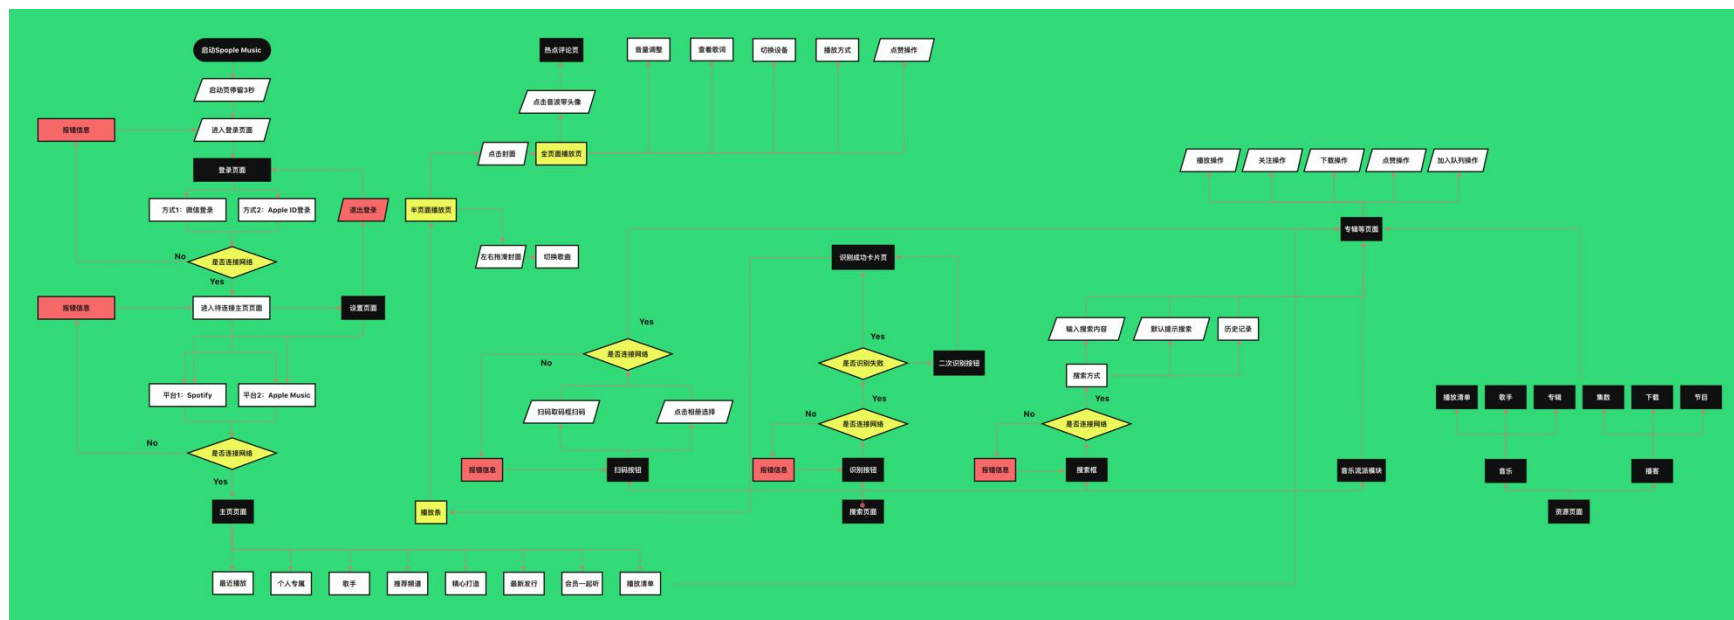 启动Spople Music
启动页停留3秒
报错信息
进入登录页面
登录页面
方式1：微信登录
方式2：Apple ID登录
退出登录
No
是否连接网络
Yes
报错信息
进入待连接主页页面
设置页面
平台1：Spotify
平台2：Apple Music
No
是否连接网络
Yes
主页页面
最近播放
个人专属
歌手
推荐频道
精心打造
最新发行
会员一起听
播放清单
热点评论页
音量调整
查看歌词
切换设备
播放方式
点赞操作
点击音波带头像
点击封面
全页面播放页
半页面播放页
左右拖滑封面
切换歌曲
播放条
Yes
是否连接网络
No
扫码取码框扫码
点击相册选择
报错信息
扫码按钮
识别成功卡片页
Yes
是否识别失败
二次识别按钮
Yes
No
是否连接网络
报错信息
识别按钮
搜索页面
输入搜索内容
默认提示搜索
历史记录
搜索方式
Yes
No
是否连接网络
报错信息
搜索框
播放操作
关注操作
下载操作
点赞操作
加入队列操作
专辑等页面
音乐流派模块
播放清单
歌手
专辑
集数
下载
节目
音乐
播客
资源页面